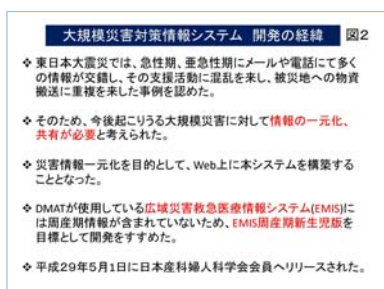 大規模災害対策情報システム　開発の経緯　図2
❖ 東日本大震災では、急性期、亜急性期にメールや電話にて多く
の情報が交錯し、その支援活動に混乱を来し、被災地への物資
搬送に重複を来した事例を認めた。
❖ そのため、今後起こりうる大規模災害に対して情報の一元化、
共有が必要と考えられた。
❖ 災害情報一元化を目的として、Web上に本システムを構築する
こととなった。
❖ DMATが使用している広域災害救急医療情報システム(EMIS)に
は周産期情報が含まれていないため、EMIS周産期新生児版を
目標として開発をすすめた。
❖ 平成29年5月1日に日本産科婦人科学会会員へリリースされた。